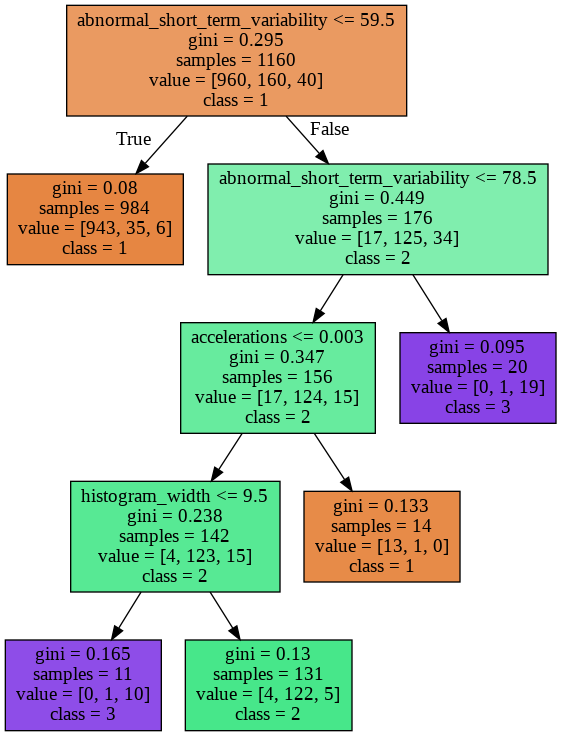 abnormal_short_term_variability <= 59.5
gini = 0.295
samples = 1160
value = [960, 160, 40]
class = 1
True
False
gini = 0.08
samples = 984
value = [943, 35, 6]
class = 1
abnormal_short_term_variability <= 78.5
gini = 0.449
samples = 176
value = [17, 125, 34]
class = 2
accelerations <= 0.003
gini = 0.347
samples = 156
value = [17, 124, 15]
class = 2
gini = 0.095
samples = 20
value = [0, 1, 19]
class = 3
histogram_width <= 9.5
gini = 0.238
samples = 142
value = [4, 123, 15]
class = 2
gini = 0.133
samples = 14
value = [13, 1, 0]
class = 1
gini = 0.165
samples = 11
value = [0, 1, 10]
class = 3
gini = 0.13
samples = 131
value = [4, 122, 5]
class = 2